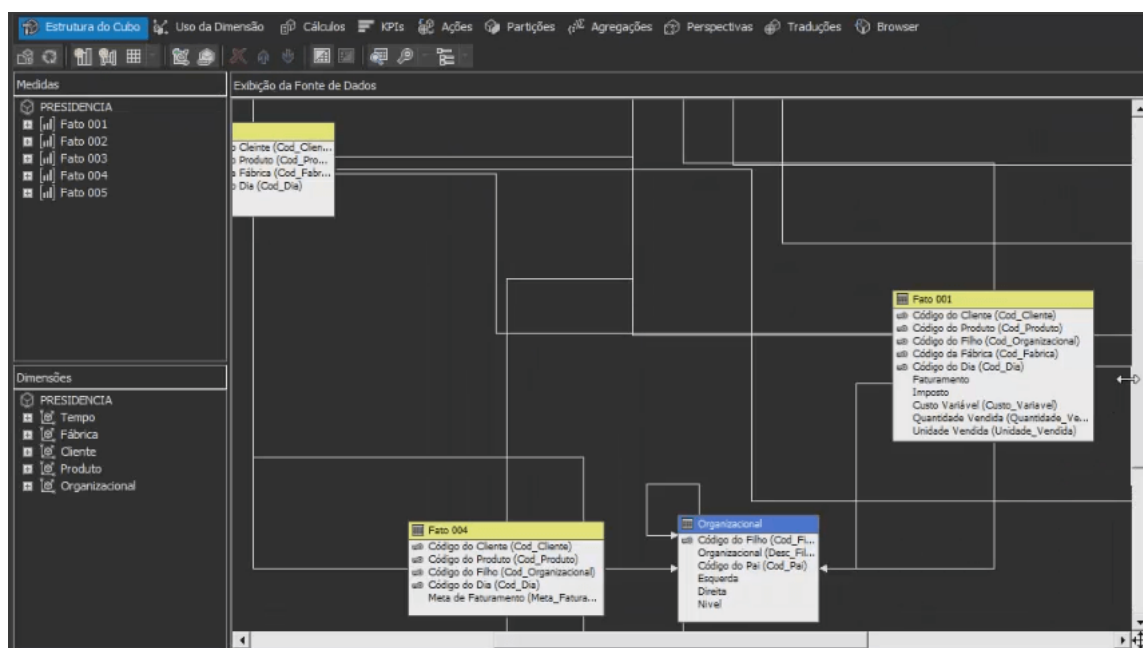 Estrutura do Cubo Uso da Dimensão Cálculos KPIs Ações Partições Agregações Perspectivas Traduções Browser
Medidas
PRESIDENCIA
Fato 001
Fato 002
Fato 003
Fato 004
Fato 005
Dimensões
PRESIDENCIA
Tempo
Fábrica
Cliente
Produto
Organizacional
Exibição da Fonte de Dados
o Cleinte (Cod_Clien...
o Produto (Cod_Pro...
a Fábrica (Cod_Fabr...
o Dia (Cod_Dia)
Fato 001
Código do Cliente (Cod_Cliente)
Código do Produto (Cod_Produto)
Código do Filho (Cod_Organizacional)
Código da Fábrica (Cod_Fabrica)
Código do Dia (Cod_Dia)
Faturamento
Imposto
Custo Variável (Custo_Variavel)
Quantidade Vendida (Quantidade_Ve...
Unidade Vendida (Unidade_Vendida)
Fato 004
Código do Cliente (Cod_Cliente)
Código do Produto (Cod_Produto)
Código do Filho (Cod_Organizacional)
Código do Dia (Cod_Dia)
Meta de Faturamento (Meta_Fatura...
Organizacional
Código do Filho (Cod_Fi...
Organizacional (Desc_Fil...
Código do Pai (Cod_Pai)
Esquerda
Direita
Nivel